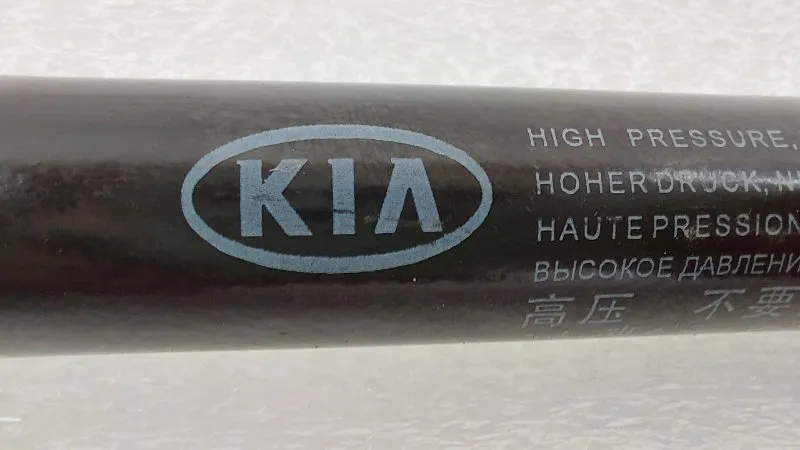 KIA
HIGH PRESSURE,
HOHER DRUCK,
HAUTE PRESSION
ВЫСОКОЕ ДАВЛЕНИ
高压 不要